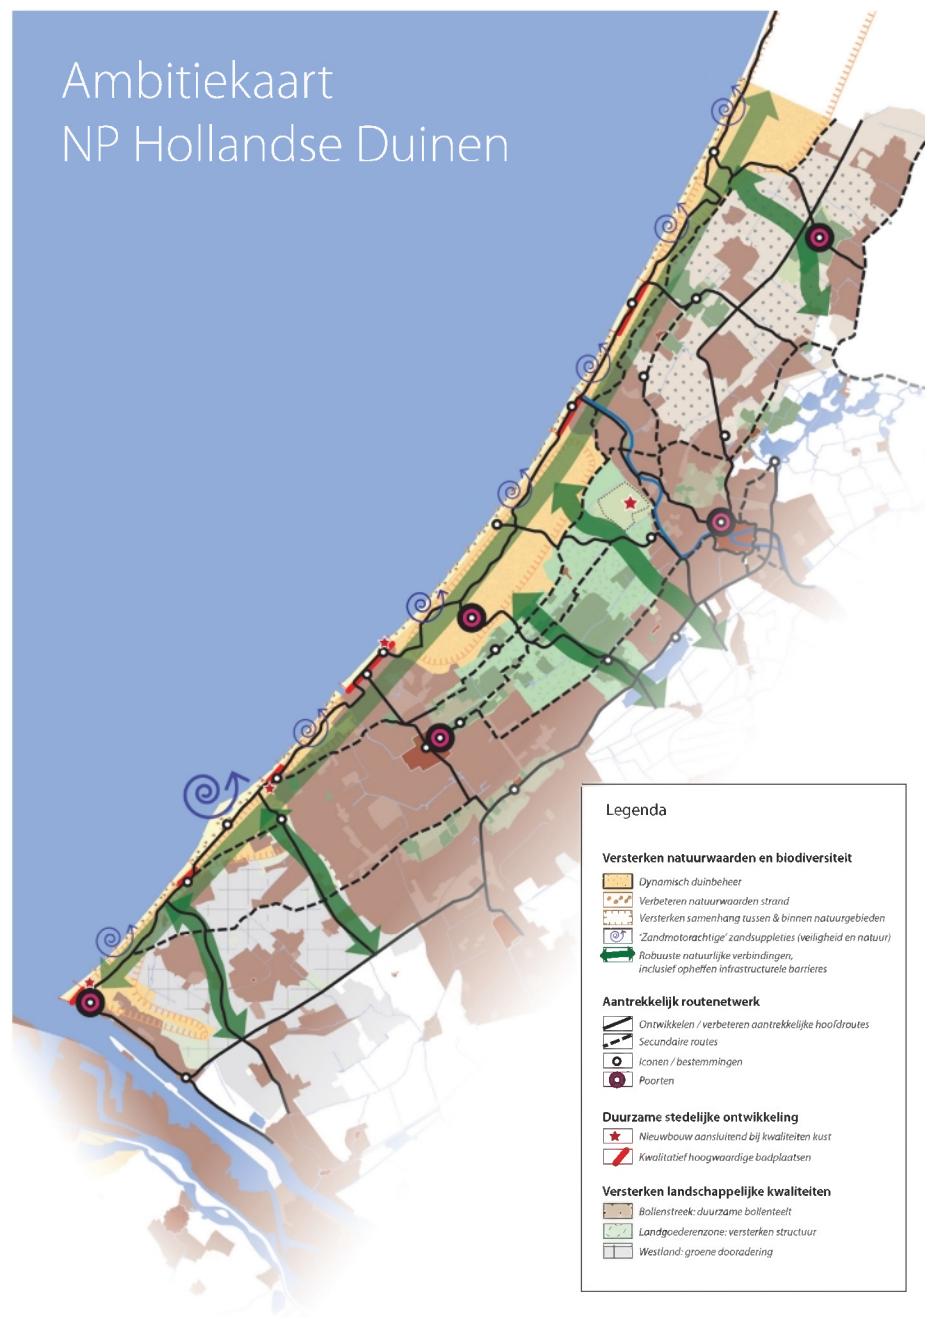 Ambitiekaart
NP Hollandse Duinen
Legenda
Versterken natuurwaarden en biodiversiteit
Dynamisch duinbeheer
Verbeteren natuurwaarden strand
Versterken samenhang tussen & binnen natuurgebieden
'Zandmotorachtige' zandsuppleties (veiligheid en natuur)
Robuuste natuurlijke verbindingen,
inclusief opheffen infrastructurele barrieres
Aantrekkelijk routenetwerk
Ontwikkelen / verbeteren aantrekkelijke hoofdroutes
Secundaire routes
Iconen / bestemmingen
Poorten
Duurzame stedelijke ontwikkeling
Nieuwbouw aansluitend bij kwaliteiten kust
Kwalitatief hoogwaardige badplaatsen
Versterken landschappelijke kwaliteiten
Bollenstreek: duurzame bollenteelt
Landgoederenzone: versterken structuur
Westland: groene dooradering